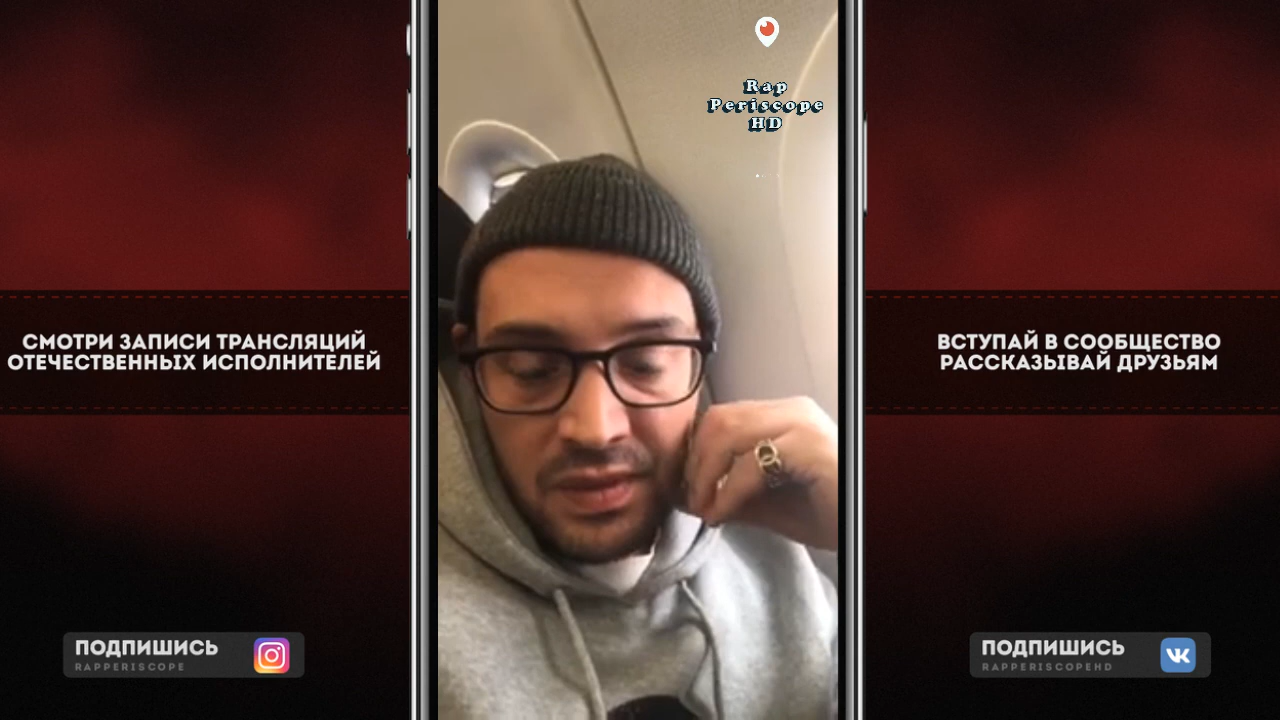 Rap
Periscope
HD
СМОТРИ ЗАПИСИ ТРАНСЛЯЦИЙ
ОТЕЧЕСТВЕННЫХ ИСПОЛНИТЕЛЕЙ
ВСТУПАЙ В СООБЩЕСТВО
РАССКАЗЫВАЙ ДРУЗЬЯМ
ПОДПИШИСЬ
RAPPERISCOPE
ПОДПИШИСЬ
RAPPERISCOPEHD